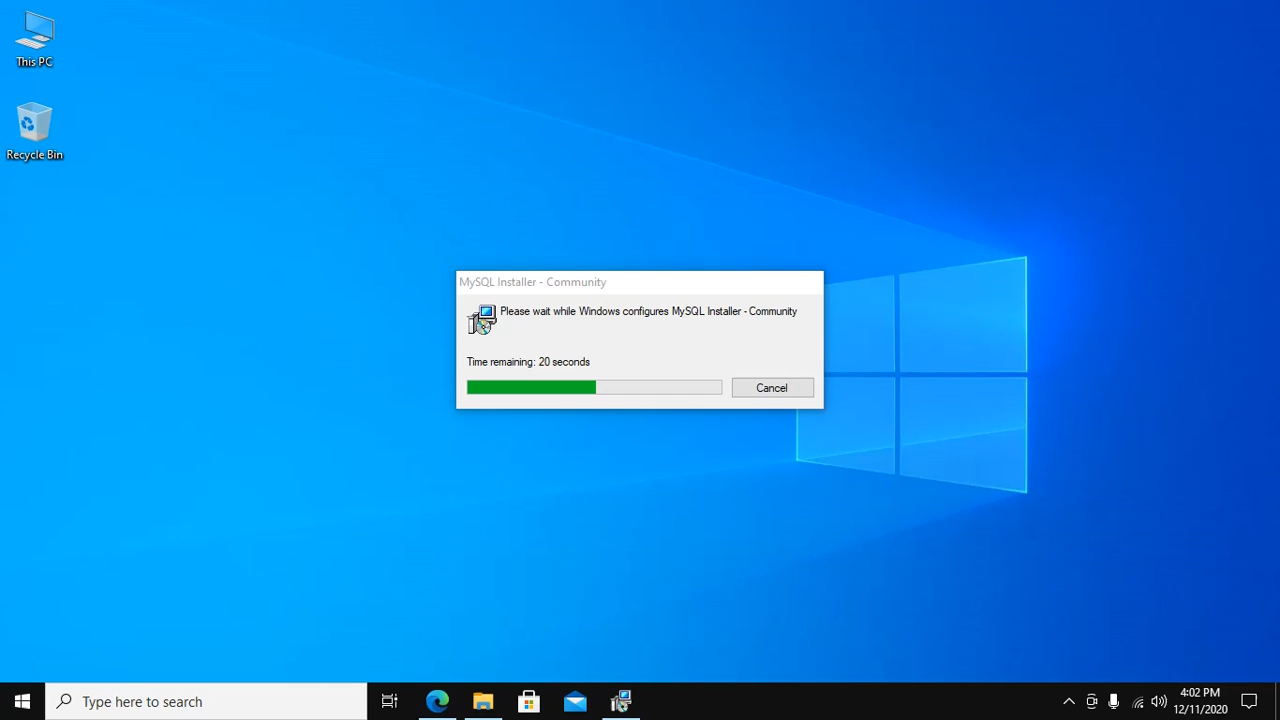 This PC
Recycle Bin
MySQL Installer - Community
Please wait while Windows configures MySQL Installer - Community
Time remaining: 20 seconds
Cancel
Type here to search
4:02 PM
12/11/2020